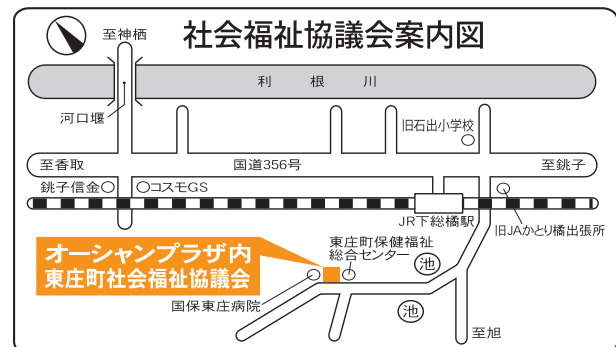 社会福祉協議会案内図
至神栖
利根川
河口堰
旧石出小学校
至香取
国道356号
至銚子
銚子信金
コスモGS
JR下総橘駅
旧JAかとり橘出張所
オーシャンプラザ内
東庄町社会福祉協議会
東庄町保健福祉
総合センター
池
国保東庄病院
池
至旭